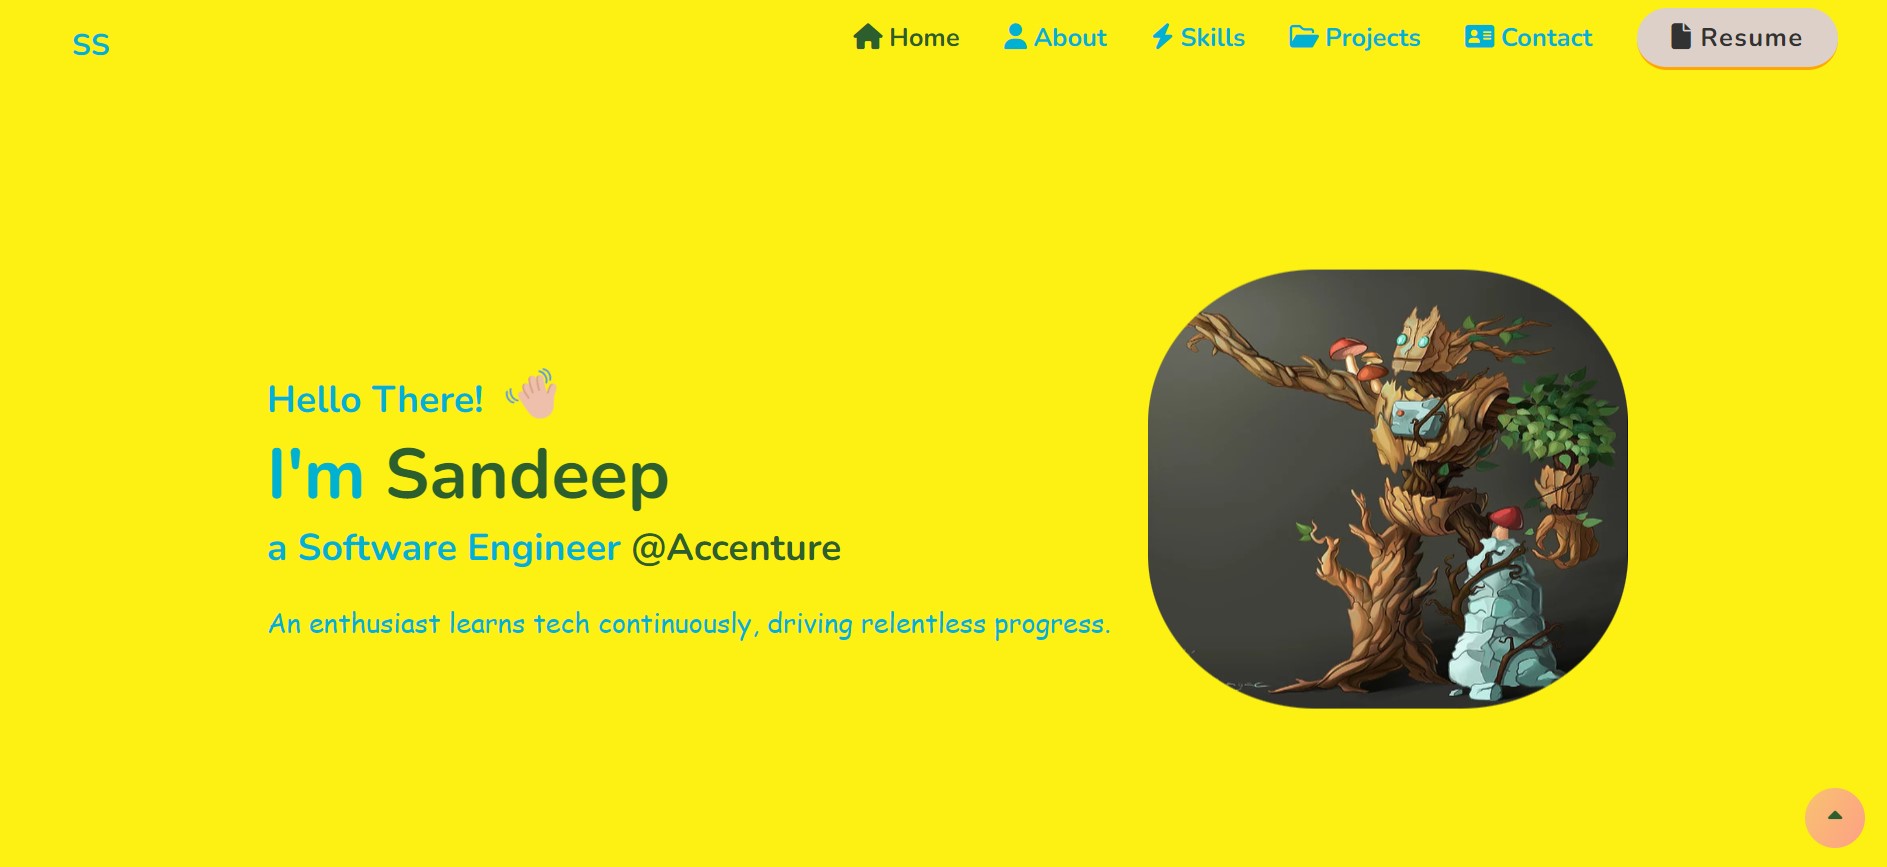 SS
Home About Skills Projects Contact Resume
Hello There!
I'm Sandeep
a Software Engineer @Accenture
An enthusiast learns tech continuously, driving relentless progress.